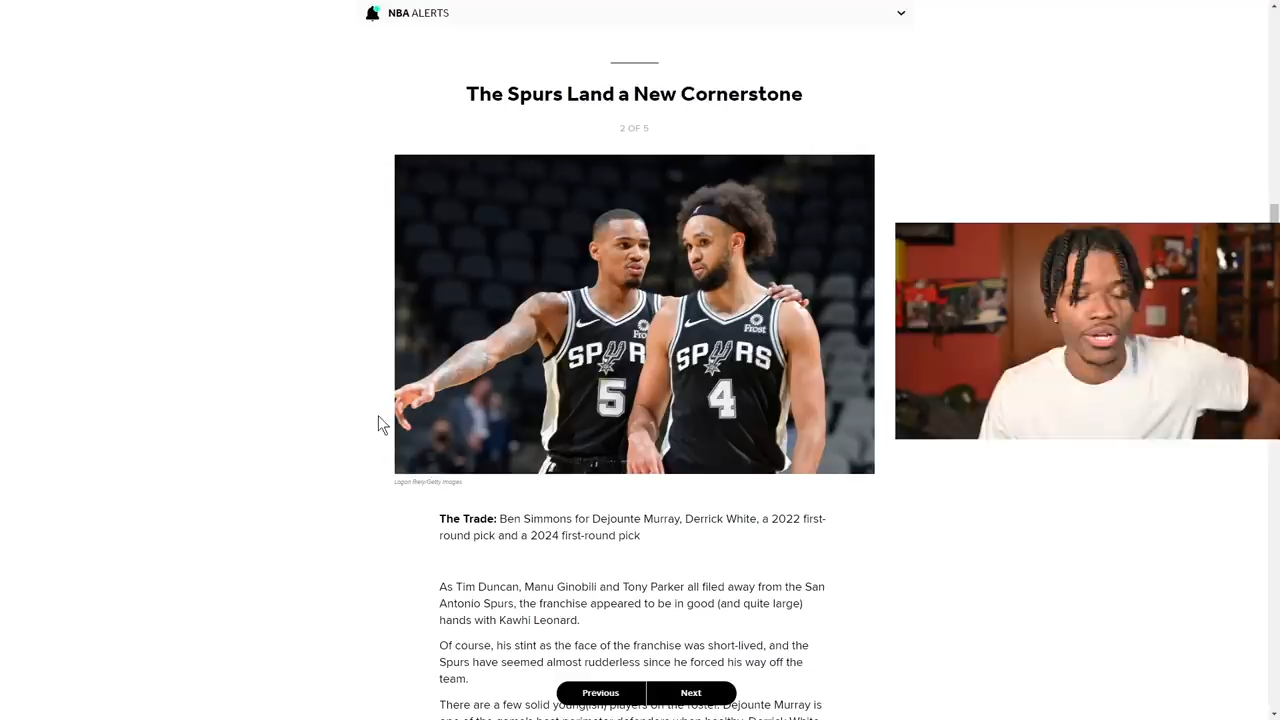 NBA ALERTS
The Spurs Land a New Cornerstone
2 OF 5
Frost
SPURS
SPURS
5
4
The Trade: Ben Simmons for Dejounte Murray, Derrick White, a 2022 first-
round pick and a 2024 first-round pick
As Tim Duncan, Manu Ginobili and Tony Parker all filed away from the San
Antonio Spurs, the franchise appeared to be in good (and quite large)
hands with Kawhi Leonard.
Of course, his stint as the face of the franchise was short-lived, and the
Spurs have seemed almost rudderless since he forced his way off the
team.
Previous
Next
There are a few solid young(ish) players on the roster. Dejounte Murray is